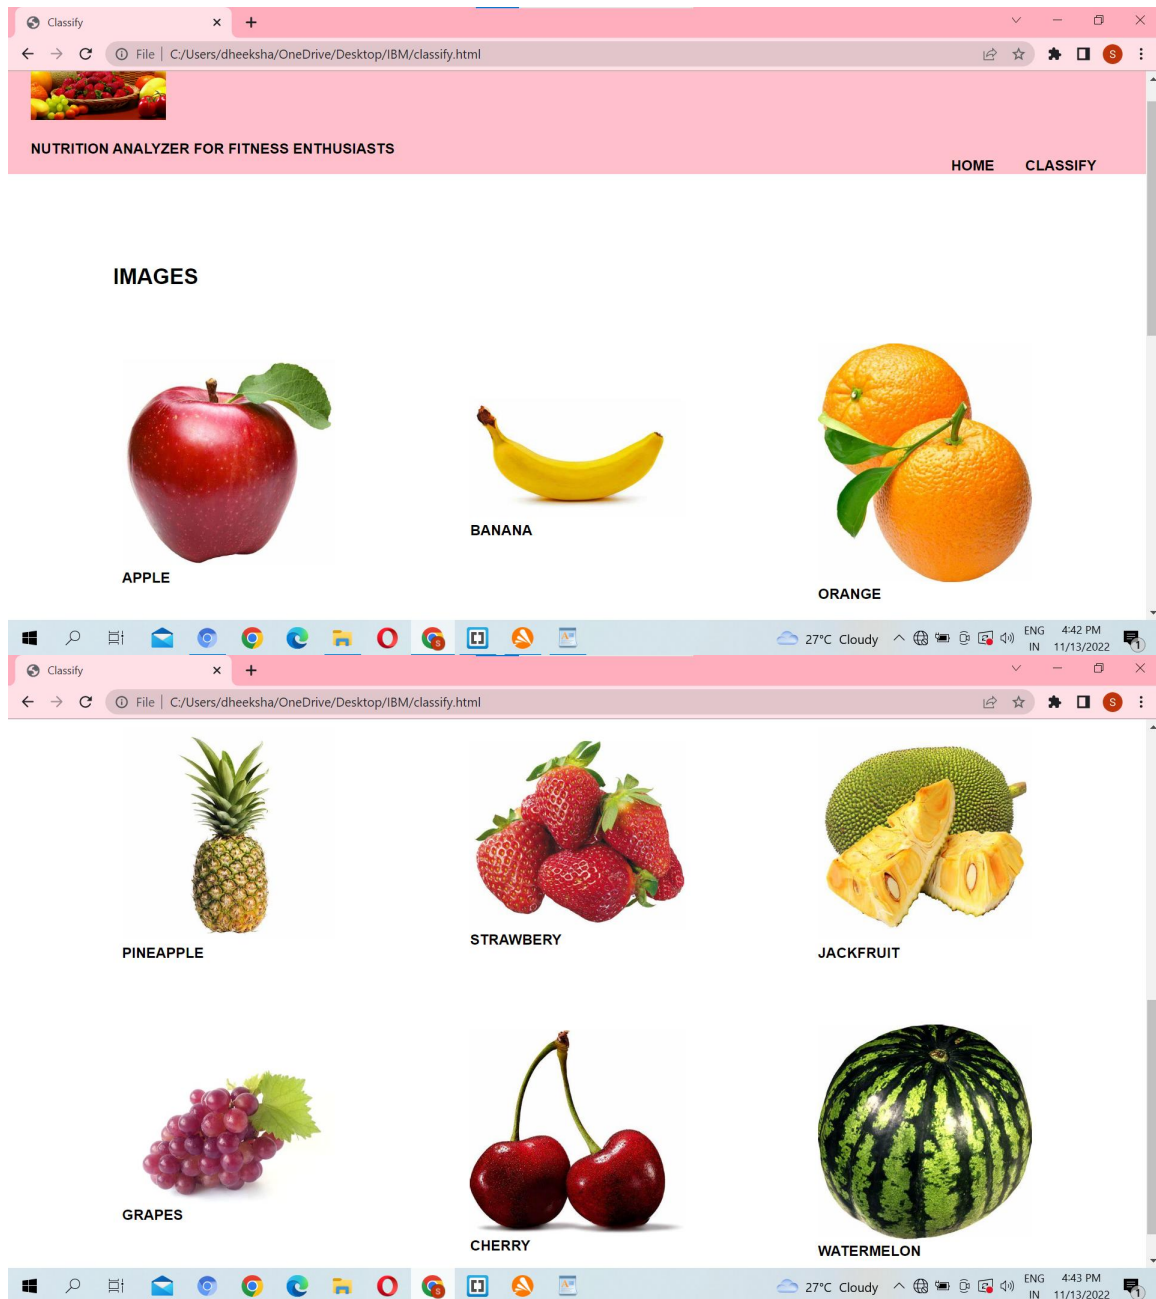 Classify
File | C:/Users/dheeksha/OneDrive/Desktop/IBM/classify.html
S
NUTRITION ANALYZER FOR FITNESS ENTHUSIASTS
HOME CLASSIFY
IMAGES
APPLE
BANANA
ORANGE
27°C Cloudy
ENG 4:42 PM
IN 11/13/2022
1
Classify
File | C:/Users/dheeksha/OneDrive/Desktop/IBM/classify.html
S
PINEAPPLE
STRAWBERY
JACKFRUIT
GRAPES
CHERRY
WATERMELON
27°C Cloudy
ENG 4:43 PM
IN 11/13/2022
1